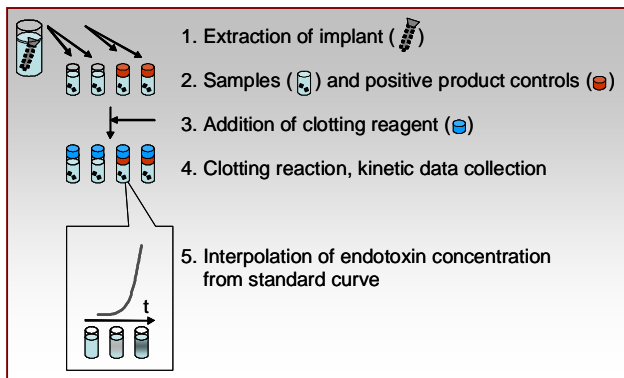 1. Extraction of implant ( )
2. Samples ( ) and positive product controls ( )
3. Addition of clotting reagent ( )
4. Clotting reaction, kinetic data collection
5. Interpolation of endotoxin concentration
from standard curve
t